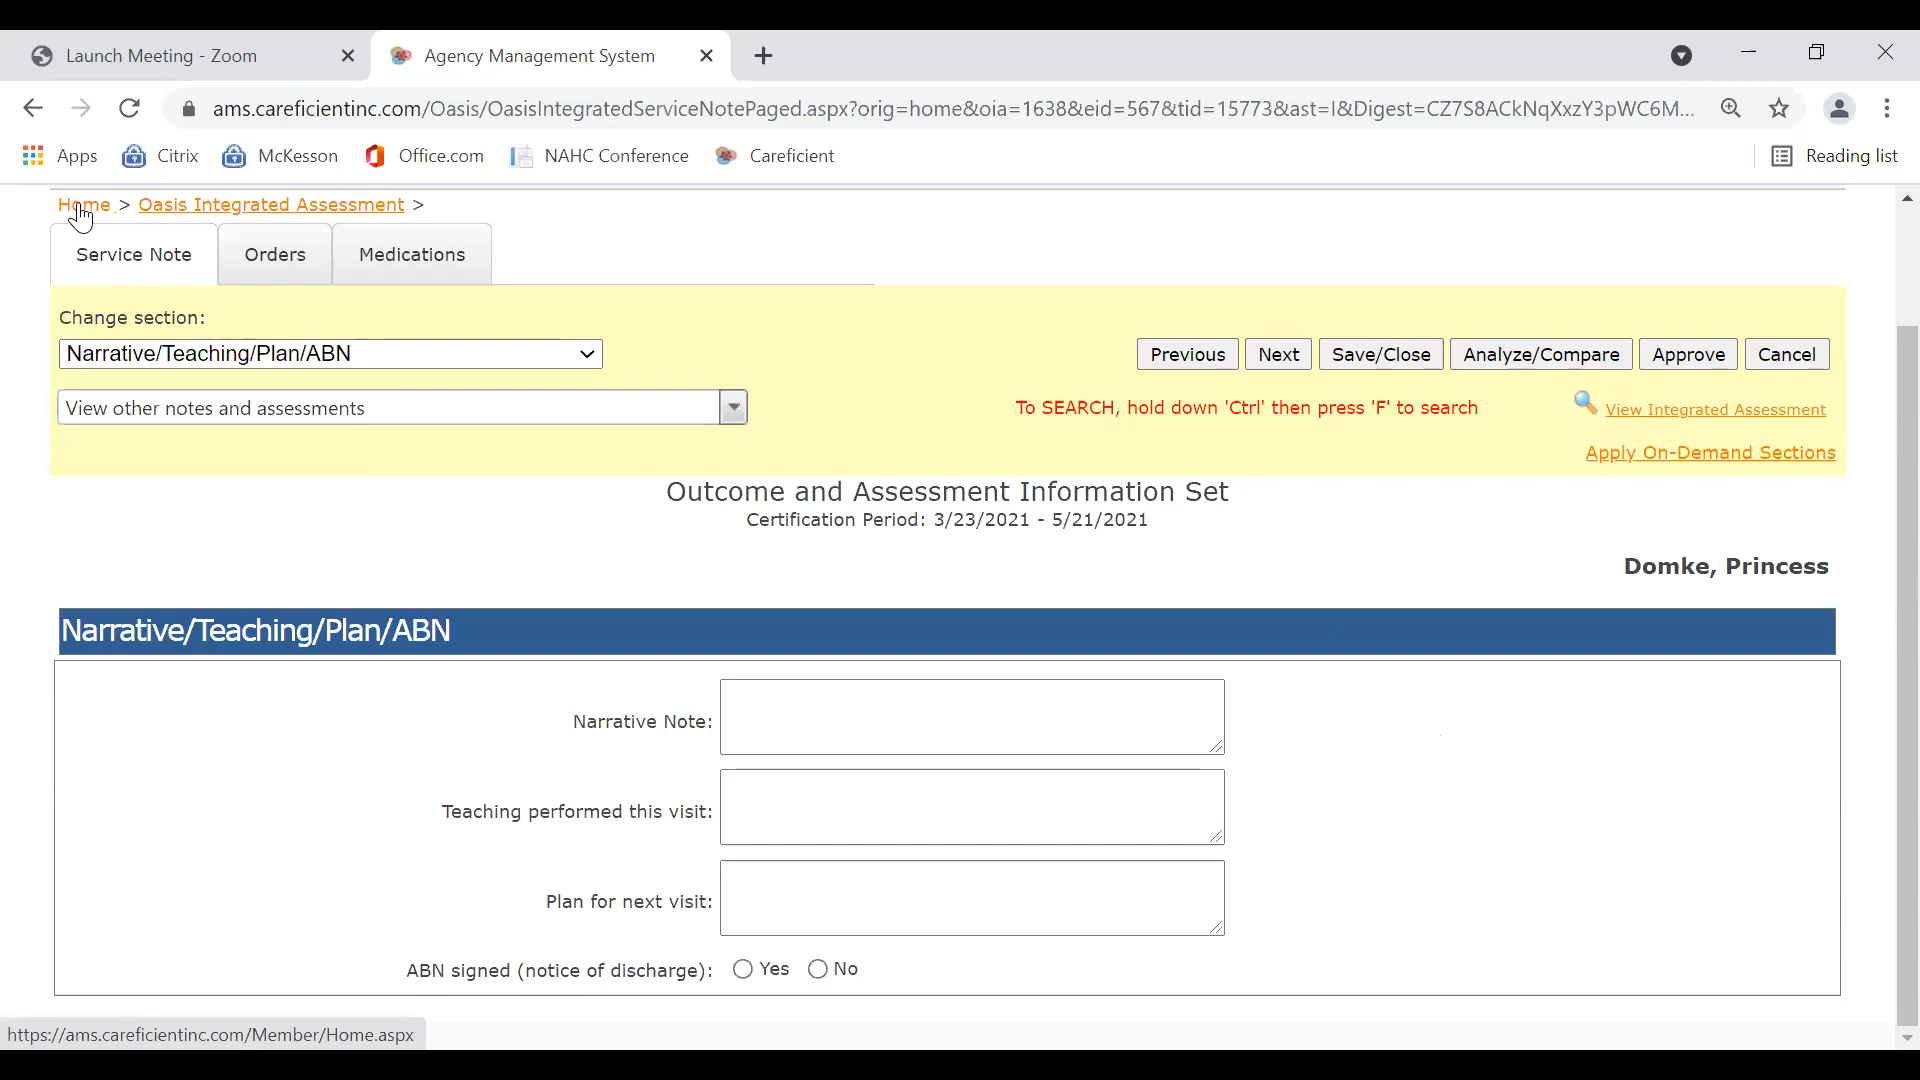 Launch Meeting - Zoom
Agency Management System
ams.careficientinc.com/Oasis/OasisIntegratedServiceNotePaged.aspx?orig=home&oia=1638&eid=567&tid=15773&ast=I&Digest=CZ7S8ACkNqXxzY3pWC6M...
Apps Citrix McKesson Office.com NAHC Conference Careficient Reading list
Home > Oasis Integrated Assessment >
Service Note Orders Medications
Change section:
Narrative/Teaching/Plan/ABN
Previous Next Save/Close Analyze/Compare Approve Cancel
View other notes and assessments
To SEARCH, hold down 'Ctrl' then press 'F' to search
View Integrated Assessment
Apply On-Demand Sections
Outcome and Assessment Information Set
Certification Period: 3/23/2021 - 5/21/2021
Domke, Princess
Narrative/Teaching/Plan/ABN
Narrative Note:
Teaching performed this visit:
Plan for next visit:
ABN signed (notice of discharge): Yes No
https://ams.careficientinc.com/Member/Home.aspx